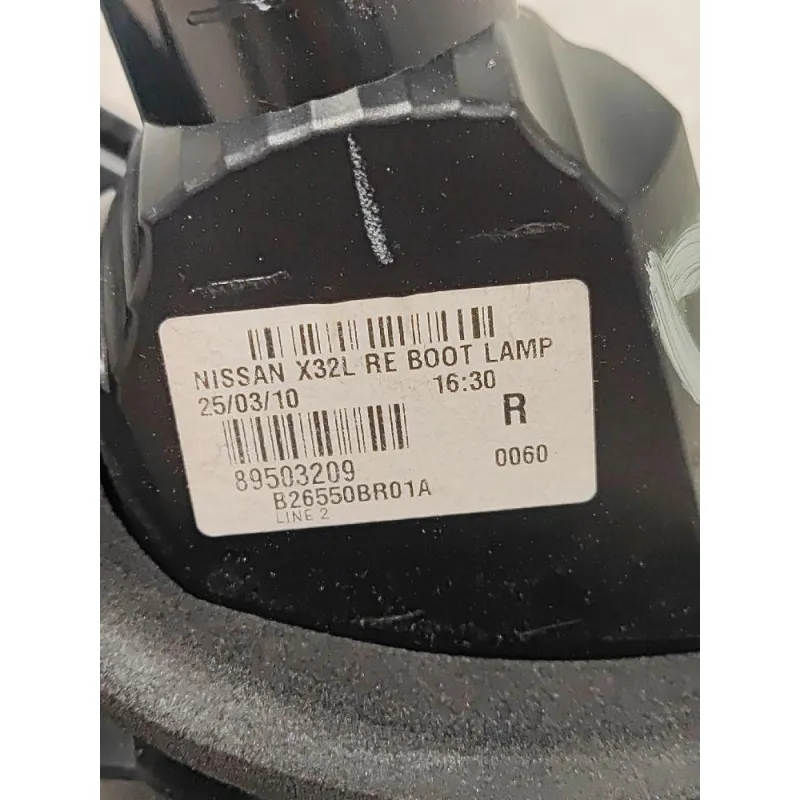 NISSAN X32L RE BOOT LAMP
25/03/10 16:30
R
89503209 0060
B26550BR01A
LINE 2